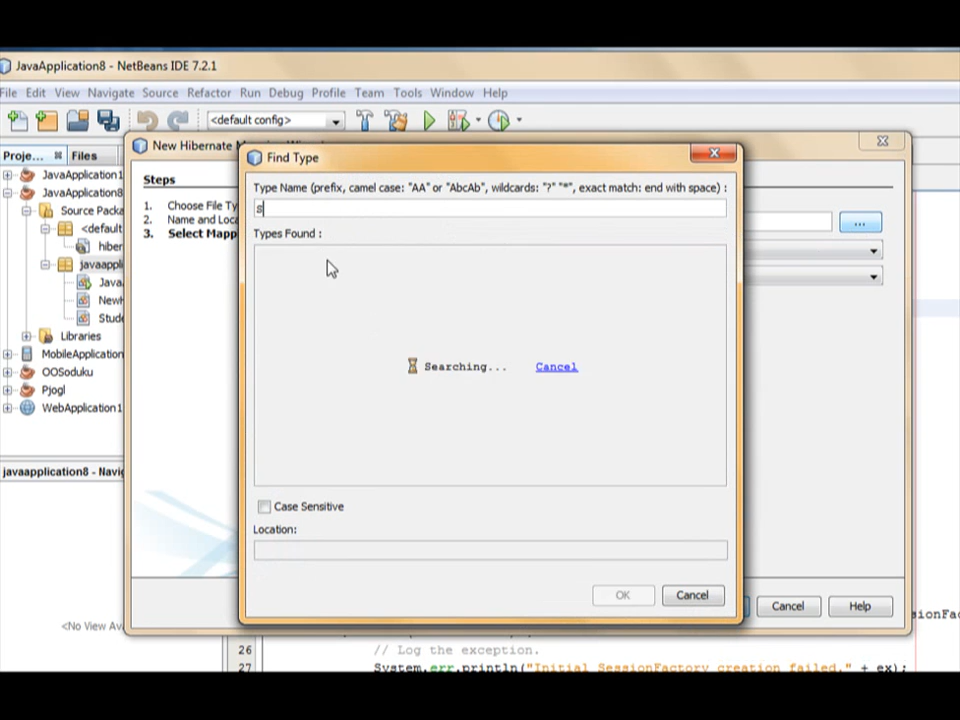 JavaApplication8 - NetBeans IDE 7.2.1
File Edit View Navigate Source Refactor Run Debug Profile Team Tools Window Help
<default config>
Proje... Files
New Hibernate
Find Type
JavaApplication1
JavaApplication8
Source Packa
<default
hiber
javaappli
Java
NewH
Stude
Libraries
MobileApplication
OOSoduku
Pjogl
WebApplication1
Steps
1. Choose File Ty
2. Name and Loca
3. Select Mapp
Type Name (prefix, camel case: "AA" or "AbcAb", wildcards: "?" "*", exact match: end with space) :
s
...
Types Found :
Searching... Cancel
Case Sensitive
Location:
OK Cancel
Cancel Help
javaapplication8 - Navig
<No View Av
sionFa
26 // Log the exception.
27 System.err.println("Initial SessionFactory creation failed." + ex);